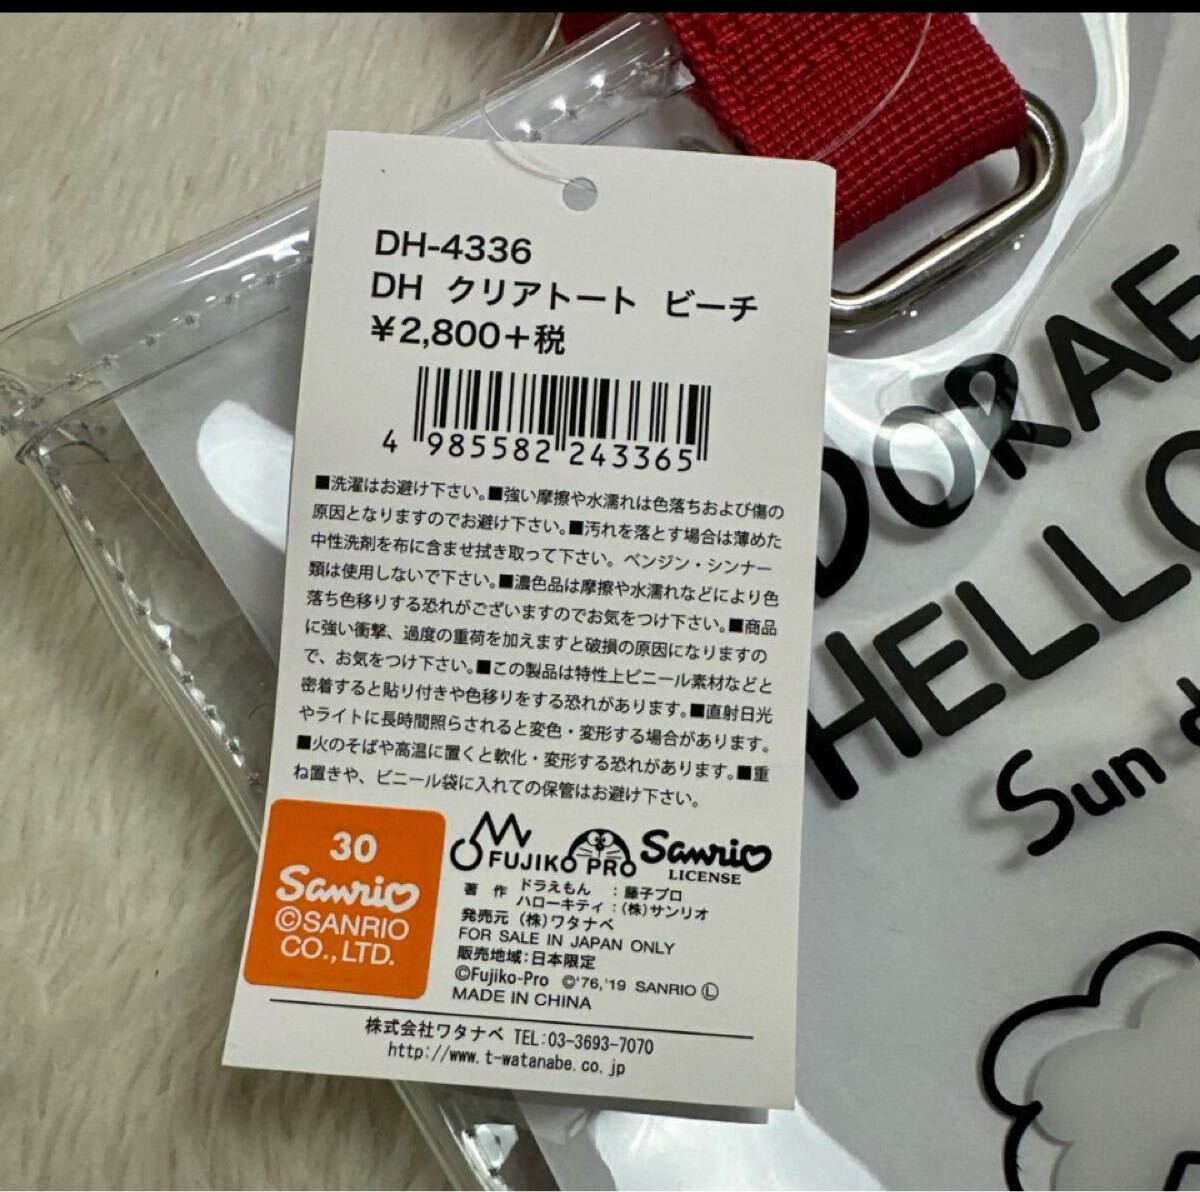 DH-4336
DH クリアトート ビーチ
¥2,800+税
4 985582 243365
■洗濯はお避け下さい。■強い摩擦や水濡れは色落ちおよび傷の
原因となりますのでお避け下さい。■汚れを落とす場合は薄めた
中性洗剤を布に含ませ拭き取って下さい。ベンジン・シンナー
類は使用しないで下さい。■濃色品は摩擦や水濡れなどにより色
落ち色移りする恐れがございますのでお気をつけ下さい。■商品
に強い衝撃、過度の重荷を加えますと破損の原因になりますの
で、お気をつけ下さい。■この製品は特性上ビニール素材などと
密着すると貼り付きや色移りをする恐れがあります。■直射日光
やライトに長時間照らされると変色・変形する場合があります。
■火のそばや高温に置くと軟化・変形する恐れがあります。■重
ね置きや、ビニール袋に入れての保管はお避け下さい。
30
Sanrio
©SANRIO
CO.,LTD.
FUJIKO PRO
Sanrio
LICENSE
著 作 ドラえもん :藤子プロ
ハローキティ:(株)サンリオ
発売元 (株)ワタナベ
FOR SALE IN JAPAN ONLY
販売地域:日本限定
©Fujiko-Pro ©'76,'19 SANRIO Ⓛ
MADE IN CHINA
株式会社ワタナベ TEL:03-3693-7070
http://www.t-watanabe.co.jp
DORAE
HELLO
Sun d